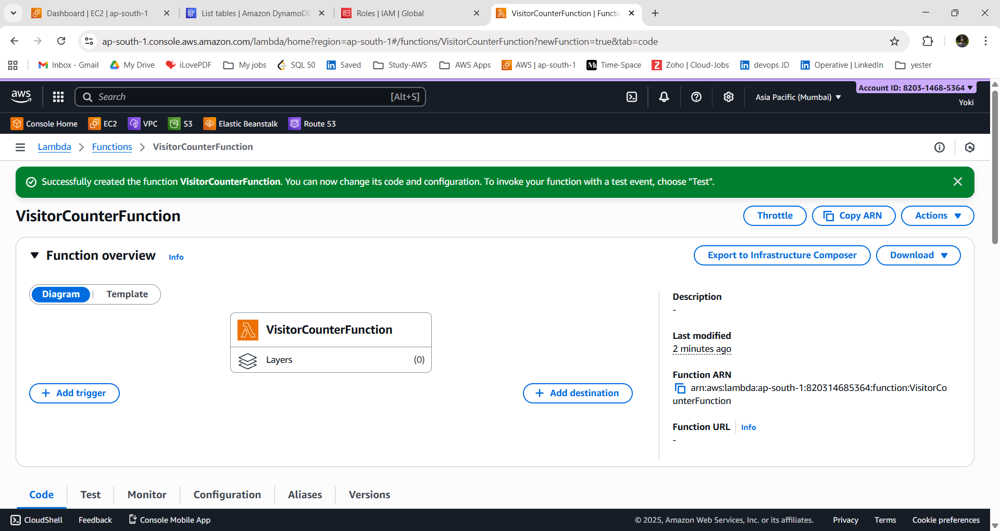 Dashboard | EC2 | ap-south-1
List tables | Amazon DynamoDB
Roles | IAM | Global
VisitorCounterFunction | Functio
ap-south-1.console.aws.amazon.com/lambda/home?region=ap-south-1#/functions/VisitorCounterFunction?newFunction=true&tab=code
Inbox - Gmail
My Drive
iLovePDF
My jobs
SQL 50
Saved
Study-AWS
AWS Apps
AWS | ap-south-1
Time-Space
Zoho | Cloud-Jobs
devops JD
Operative | LinkedIn
yester
aws
Search
[Alt+S]
Asia Pacific (Mumbai)
Account ID: 8203-1468-5364
Yoki
Console Home
EC2
VPC
S3
Elastic Beanstalk
Route 53
Lambda
Functions
VisitorCounterFunction
Successfully created the function VisitorCounterFunction. You can now change its code and configuration. To invoke your function with a test event, choose "Test".
VisitorCounterFunction
Throttle
Copy ARN
Actions
Function overview
Info
Export to Infrastructure Composer
Download
Diagram
Template
VisitorCounterFunction
Layers
(0)
+ Add trigger
+ Add destination
Description
-
Last modified
2 minutes ago
Function ARN
arn:aws:lambda:ap-south-1:820314685364:function:VisitorCo
unterFunction
Function URL
Info
-
Code
Test
Monitor
Configuration
Aliases
Versions
CloudShell
Feedback
Console Mobile App
© 2025, Amazon Web Services, Inc. or its affiliates.
Privacy
Terms
Cookie preferences